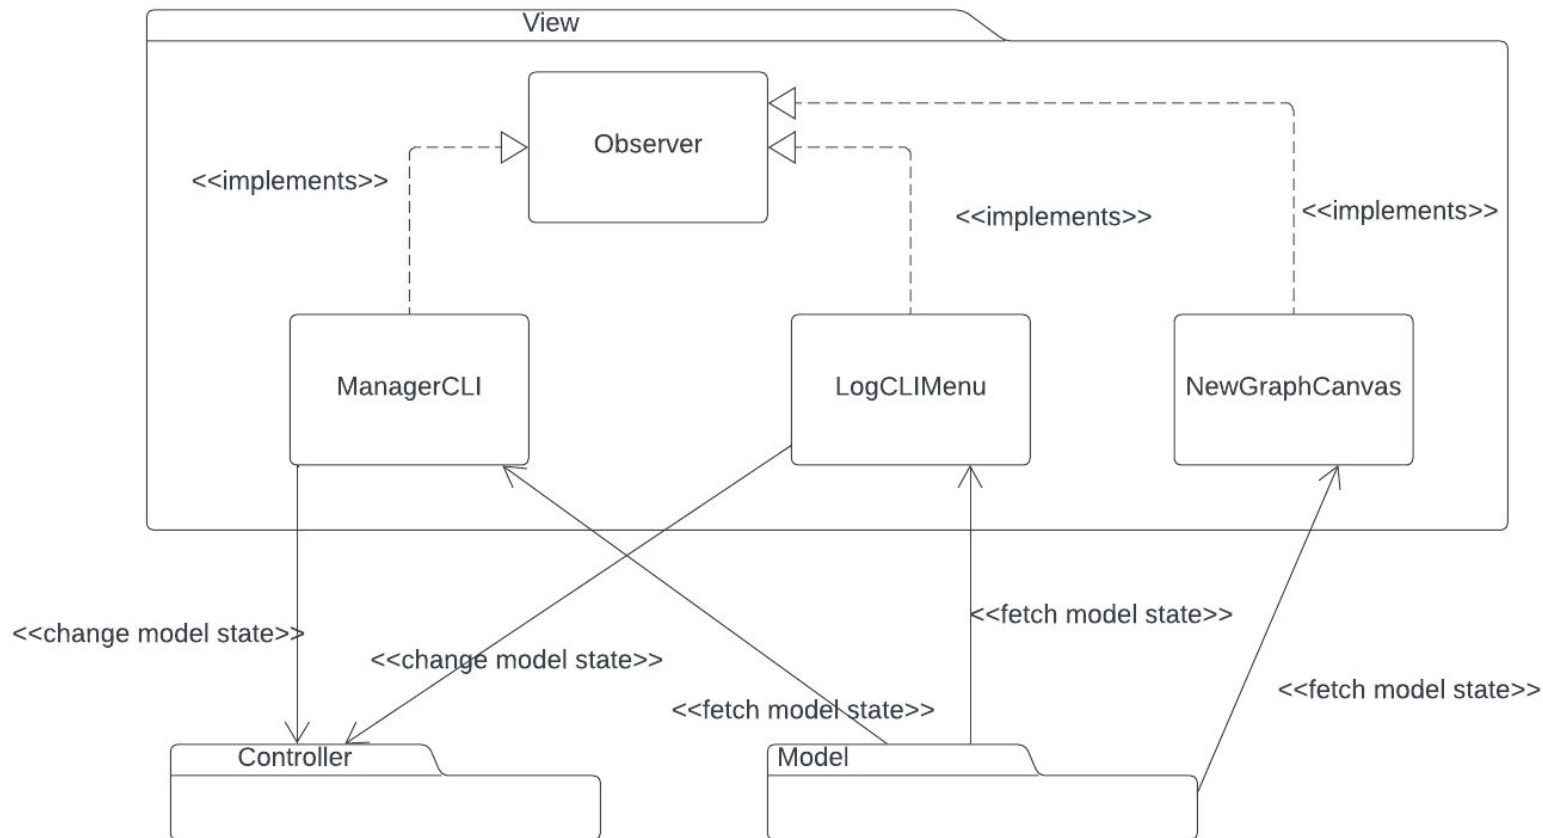 View
Observer
<<implements>>
<<implements>>
<<implements>>
ManagerCLI
LogCLIMenu
NewGraphCanvas
<<change model state>>
<<fetch model state>>
<<change model state>>
<<fetch model state>>
<<fetch model state>>
Controller
Model